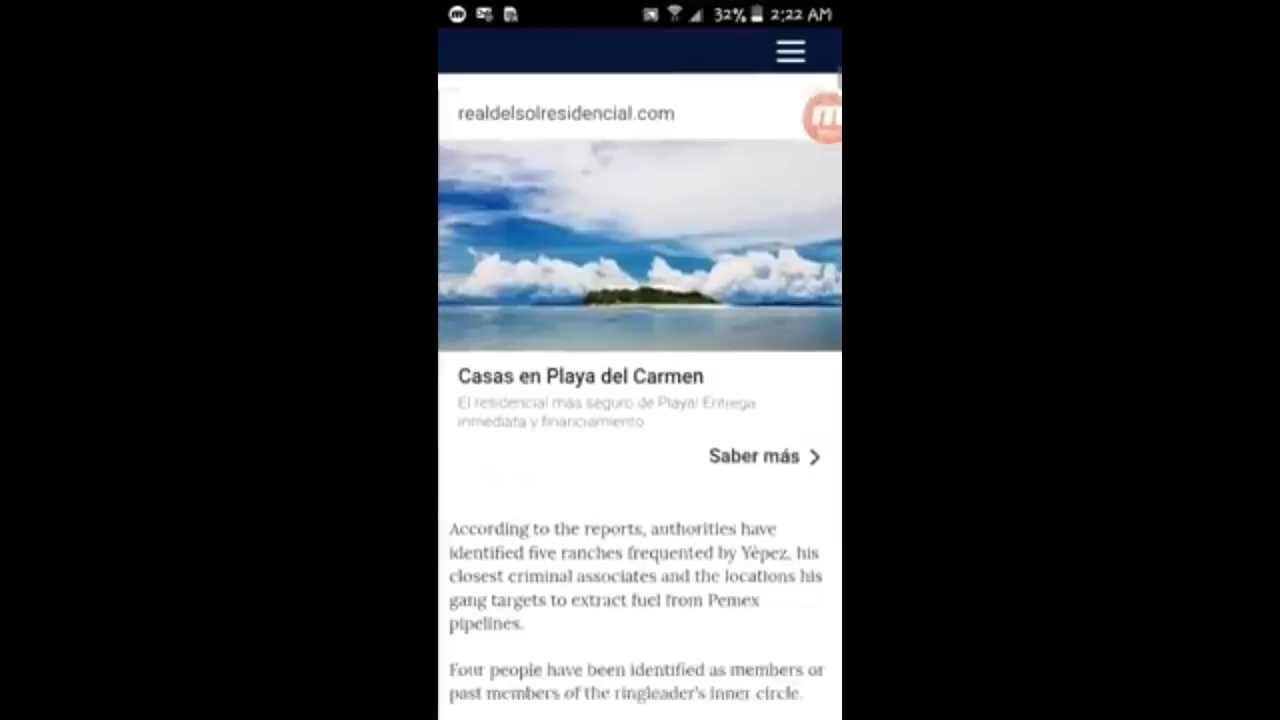 32% 2:22 AM
realdelsolresidencial.com
Casas en Playa del Carmen
El residencial más seguro de Playa! Entrega
inmediata y financiamiento
Saber más
According to the reports, authorities have
identified five ranches frequented by Yépez, his
closest criminal associates and the locations his
gang targets to extract fuel from Pemex
pipelines.
Four people have been identified as members or
past members of the ringleader's inner circle.